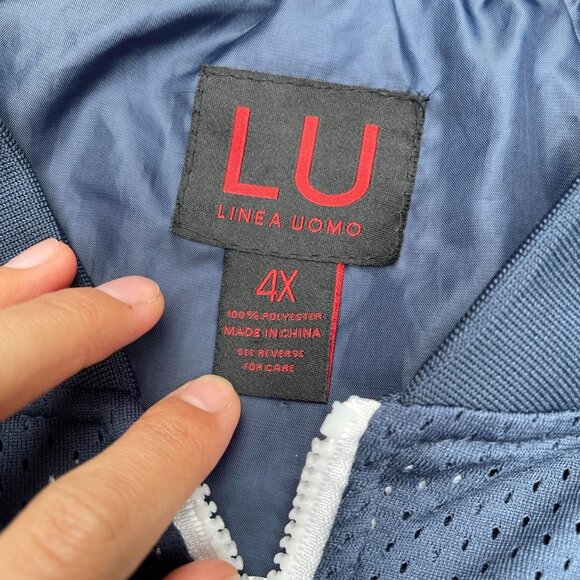 LU
LINEA UOMO
4X
100% POLYESTER
MADE IN CHINA
SEE REVERSE
FOR CARE